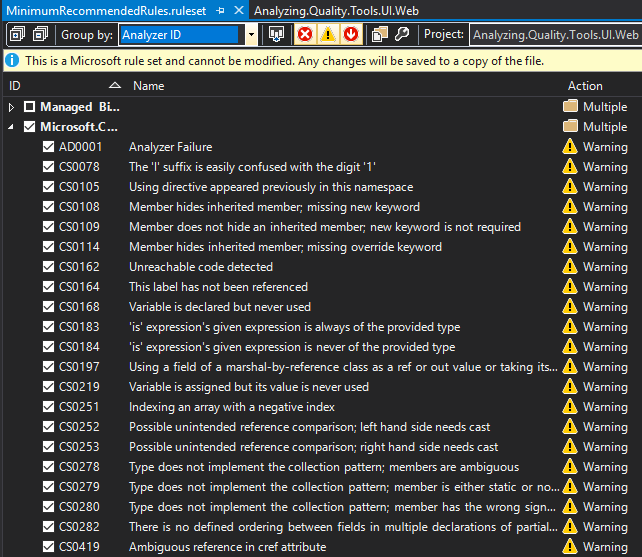 MinimumRecommendedRules.ruleset Analyzing.Quality.Tools.UI.Web
Group by: Analyzer ID Project: Analyzing.Quality.Tools.UI.Web
This is a Microsoft rule set and cannot be modified. Any changes will be saved to a copy of the file.
ID Name Action
Managed Bi... Multiple
Microsoft.C... Multiple
AD0001 Analyzer Failure Warning
CS0078 The 'l' suffix is easily confused with the digit '1' Warning
CS0105 Using directive appeared previously in this namespace Warning
CS0108 Member hides inherited member; missing new keyword Warning
CS0109 Member does not hide an inherited member; new keyword is not required Warning
CS0114 Member hides inherited member; missing override keyword Warning
CS0162 Unreachable code detected Warning
CS0164 This label has not been referenced Warning
CS0168 Variable is declared but never used Warning
CS0183 'is' expression's given expression is always of the provided type Warning
CS0184 'is' expression's given expression is never of the provided type Warning
CS0197 Using a field of a marshal-by-reference class as a ref or out value or taking its... Warning
CS0219 Variable is assigned but its value is never used Warning
CS0251 Indexing an array with a negative index Warning
CS0252 Possible unintended reference comparison; left hand side needs cast Warning
CS0253 Possible unintended reference comparison; right hand side needs cast Warning
CS0278 Type does not implement the collection pattern; members are ambiguous Warning
CS0279 Type does not implement the collection pattern; member is either static or no... Warning
CS0280 Type does not implement the collection pattern; member has the wrong sign... Warning
CS0282 There is no defined ordering between fields in multiple declarations of partial... Warning
CS0419 Ambiguous reference in cref attribute Warning